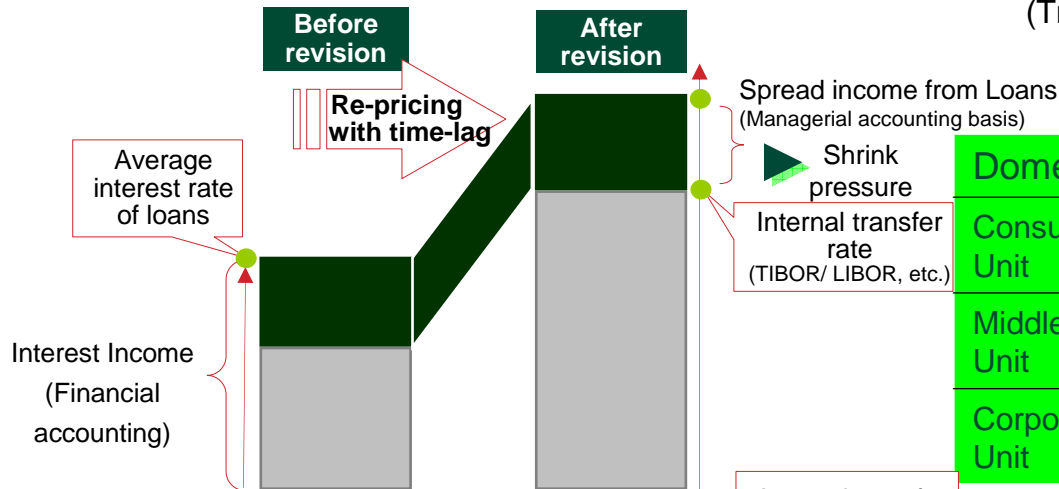 Before
revision
After
revision
Re-pricing
with time-lag
Average
interest rate
of loans
Spread income from Loans
(Managerial accounting basis)
Shrink
pressure
Internal transfer
rate
(TIBOR/ LIBOR, etc.)
Interest Income
(Financial
accounting)
Unit
Unit
Unit